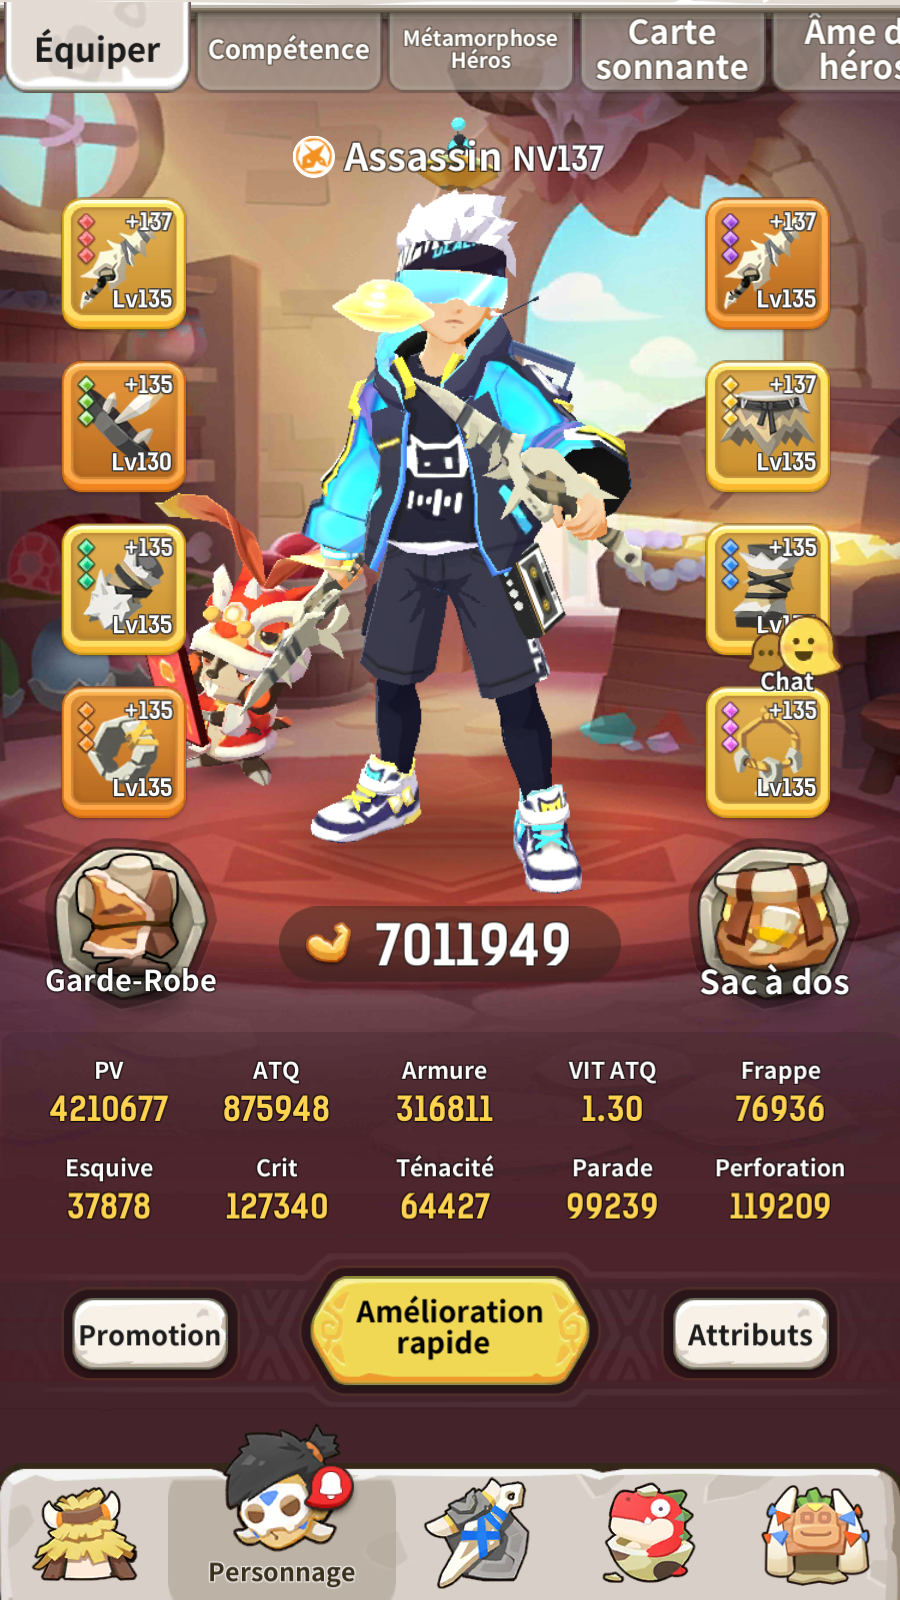 Équiper
Compétence
Métamorphose
Héros
Carte
sonnante
Âme d
héros
Assassin NV137
+137
Lv135
+137
Lv135
+135
Lv130
+137
Lv135
+135
Lv135
+135
Chat
+135
Lv135
+135
Lv135
Garde-Robe
7011949
Sac à dos
PV ATQ Armure VIT ATQ Frappe
4210677 875948 316811 1.30 76936
Esquive Crit Ténacité Parade Perforation
37878 127340 64427 99239 119209
Promotion
Amélioration
rapide
Attributs
Personnage